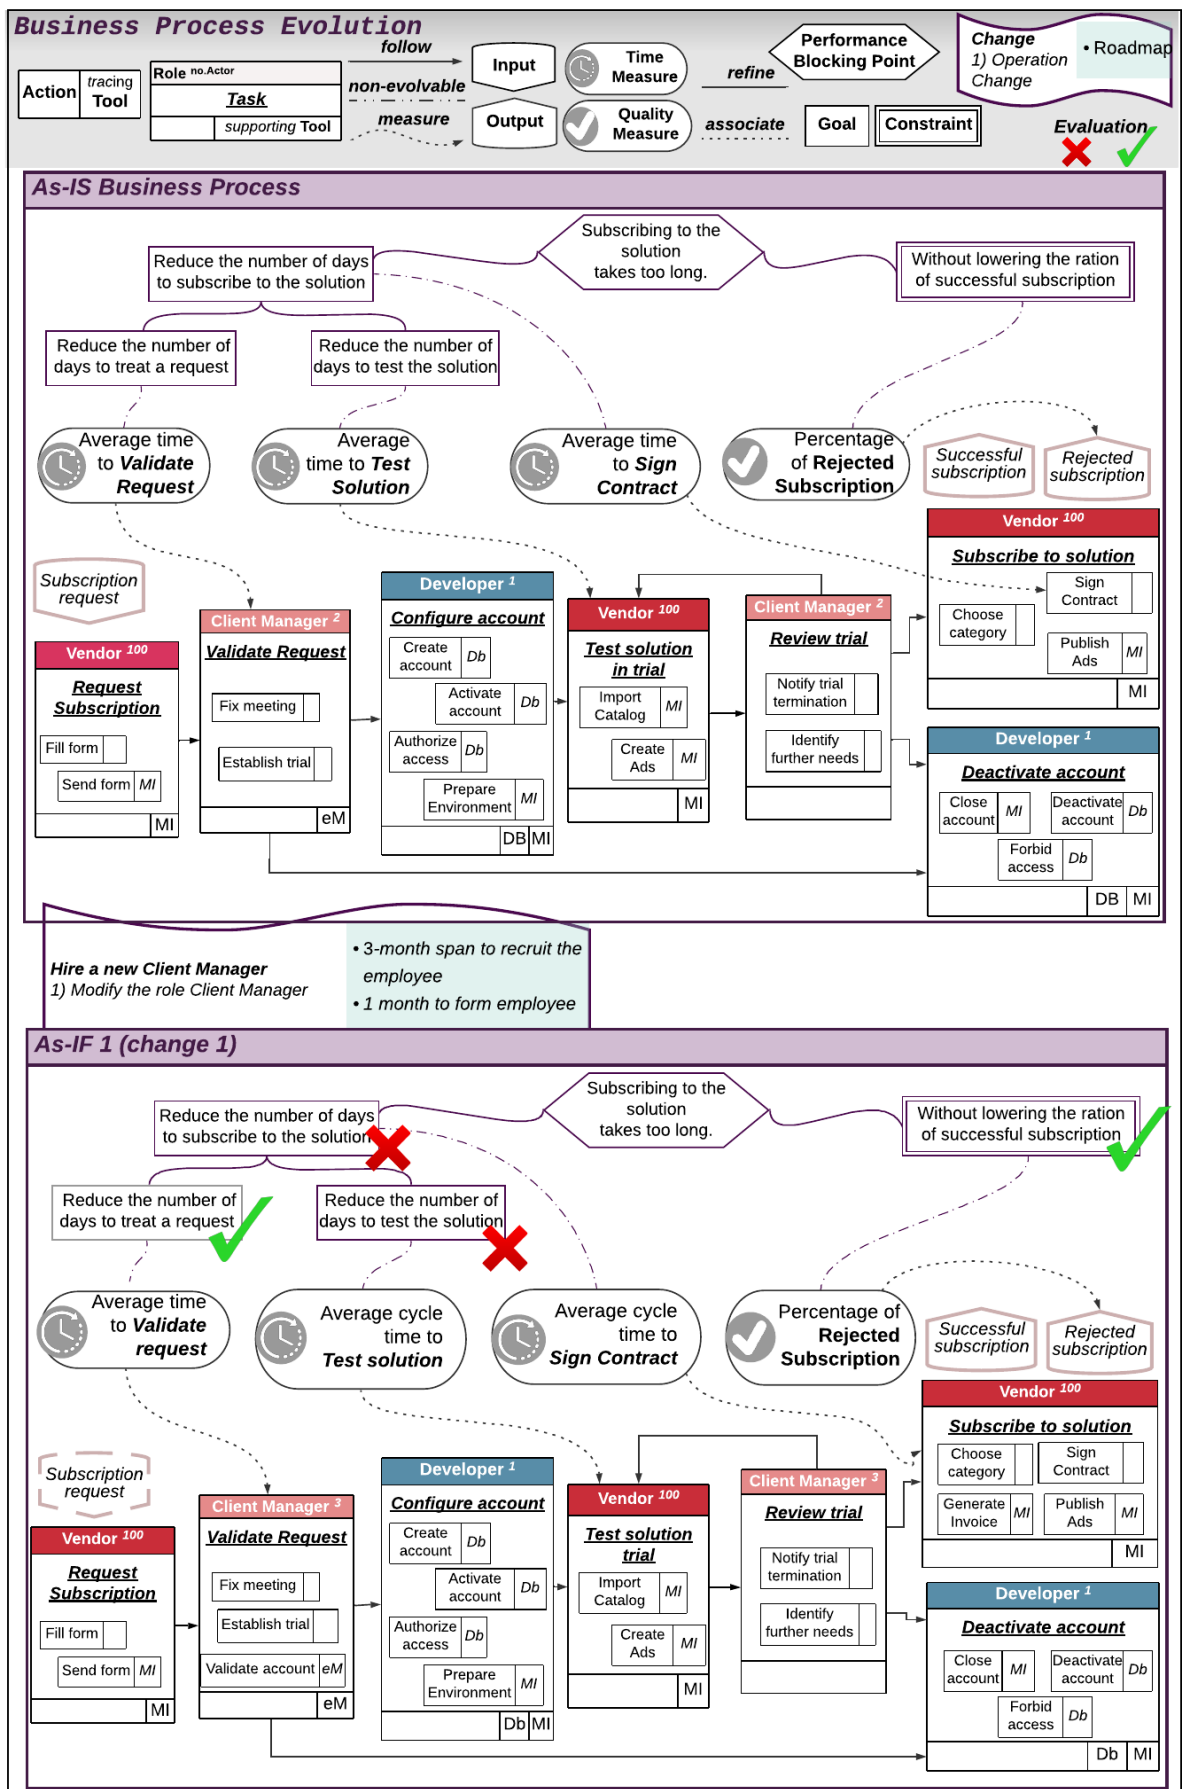 Business Process Evolution
Action
tracing
Tool
Role no.Actor
Task
supporting Tool
follow
non-evolvable
measure
Input
Output
Time
Measure
Quality
Measure
refine
associate
Performance
Blocking Point
Goal
Constraint
Change
1) Operation
Change
• Roadmap
Evaluation
As-IS Business Process
Subscribing to the
solution
takes too long.
Reduce the number of days
to subscribe to the solution
Without lowering the ration
of successful subscription
Reduce the number of
days to treat a request
Reduce the number of
days to test the solution
Average time
to Validate
Request
Average
time to Test
Solution
Average time
to Sign
Contract
Percentage
of Rejected
Subscription
Successful
subscription
Rejected
subscription
Subscription
request
Vendor 100
Request
Subscription
Fill form
Send form MI
MI
Client Manager 2
Validate Request
Fix meeting
Establish trial
eM
Developer 1
Configure account
Create
account
Db
Activate
account
Db
Authorize
access
Db
Prepare
Environment
MI
DB MI
Vendor 100
Test solution
in trial
Import
Catalog
MI
Create
Ads
MI
MI
Client Manager 2
Review trial
Notify trial
termination
Identify
further needs
Vendor 100
Subscribe to solution
Sign
Contract
Choose
category
Publish
Ads
MI
MI
Developer 1
Deactivate account
Close
account
MI
Deactivate
account
Db
Forbid
access
Db
DB MI
Hire a new Client Manager
1) Modify the role Client Manager
• 3-month span to recruit the
employee
• 1 month to form employee
As-IF 1 (change 1)
Subscribing to the
solution
takes too long.
Reduce the number of days
to subscribe to the solution
Without lowering the ration
of successful subscription
Reduce the number of
days to treat a request
Reduce the number of
days to test the solution
Average time
to Validate
request
Average cycle
time to
Test solution
Average cycle
time to
Sign Contract
Percentage of
Rejected
Subscription
Successful
subscription
Rejected
subscription
Subscription
request
Vendor 100
Request
Subscription
Fill form
Send form MI
MI
Client Manager 3
Validate Request
Fix meeting
Establish trial
Validate account eM
eM
Developer 1
Configure account
Create
account
Db
Activate
account
Db
Authorize
access
Db
Prepare
Environment
MI
Db MI
Vendor 100
Test solution
trial
Import
Catalog
MI
Create
Ads
MI
MI
Client Manager 3
Review trial
Notify trial
termination
Identify
further needs
Vendor 100
Subscribe to solution
Choose
category
Sign
Contract
Generate
Invoice
MI
Publish
Ads
MI
MI
Developer 1
Deactivate account
Close
account
MI
Deactivate
account
Db
Forbid
access
Db
Db MI